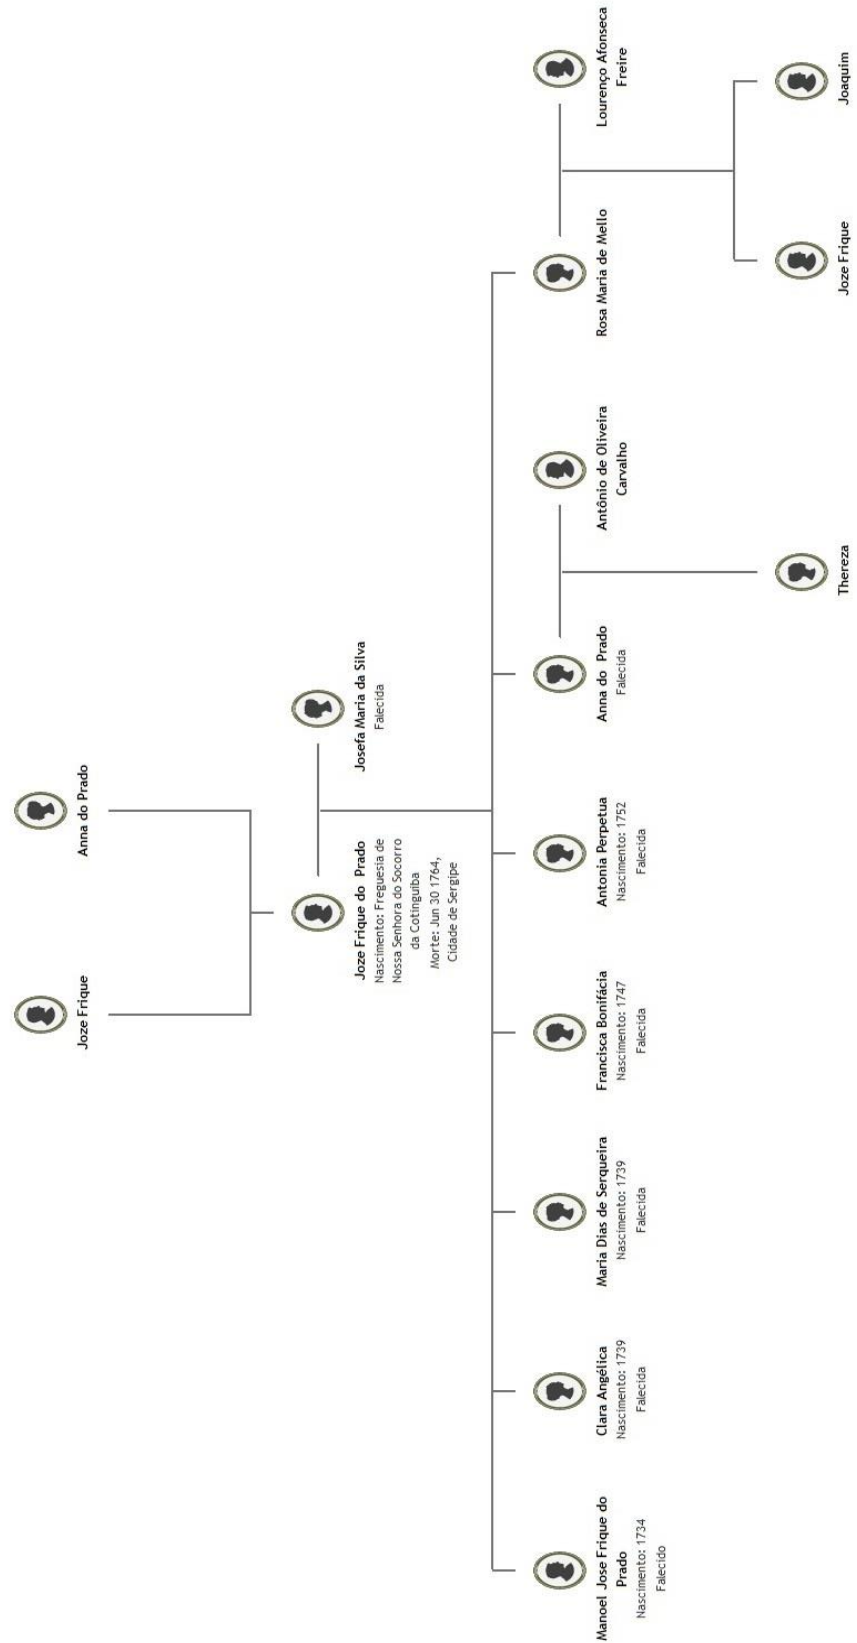 Joze Frique
Anna do Prado
Joze Frique do Prado
Nascimento: Freguesia de
Nossa Senhora do Socorro
da Cotinguiba
Morte: Jun 30 1764,
Cidade de Sergipe
Josefa Maria da Silva
Falecida
Manoel Jose Frique do
Prado
Nascimento: 1734
Falecido
Clara Angélica
Nascimento: 1739
Falecida
Maria Dias de Serqueira
Nascimento: 1739
Falecida
Francisca Bonifácia
Nascimento: 1747
Falecida
Antonia Perpetua
Nascimento: 1752
Falecida
Anna do Prado
Falecida
Antônio de Oliveira
Carvalho
Rosa Maria de Mello
Lourenço Afonseca
Freire
Thereza
Joze Frique
Joaquim